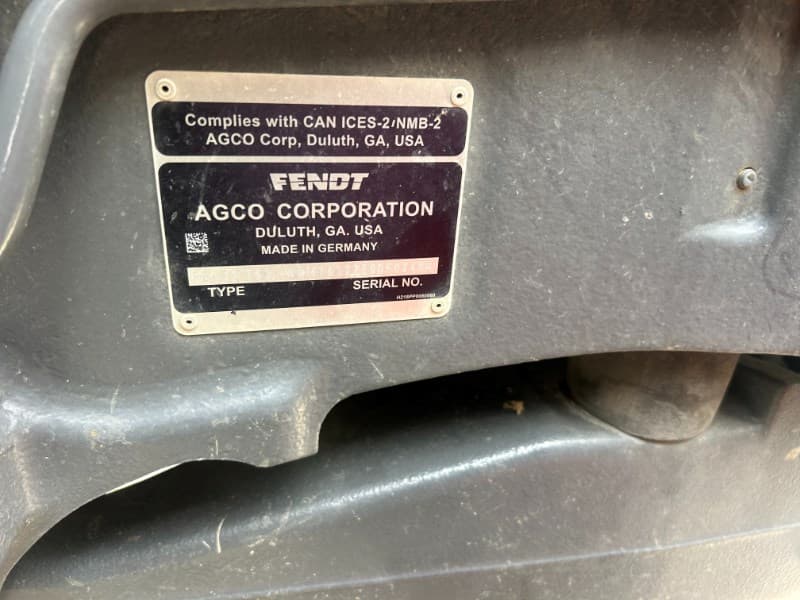 Complies with CAN ICES-2/NMB-2
AGCO Corp, Duluth, GA, USA
FENDT
AGCO CORPORATION
DULUTH, GA. USA
MADE IN GERMANY
TYPE
SERIAL NO.